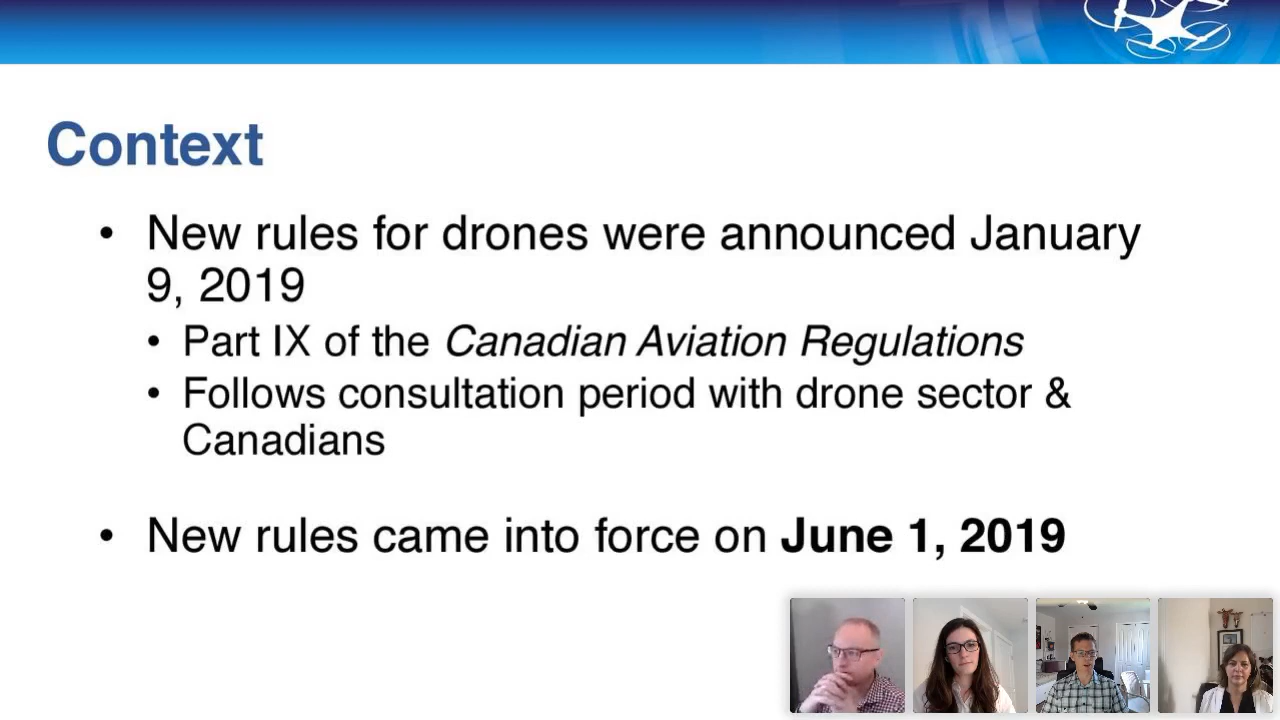 Context
• New rules for drones were announced January
9, 2019
• Part IX of the Canadian Aviation Regulations
• Follows consultation period with drone sector &
Canadians
• New rules came into force on June 1, 2019